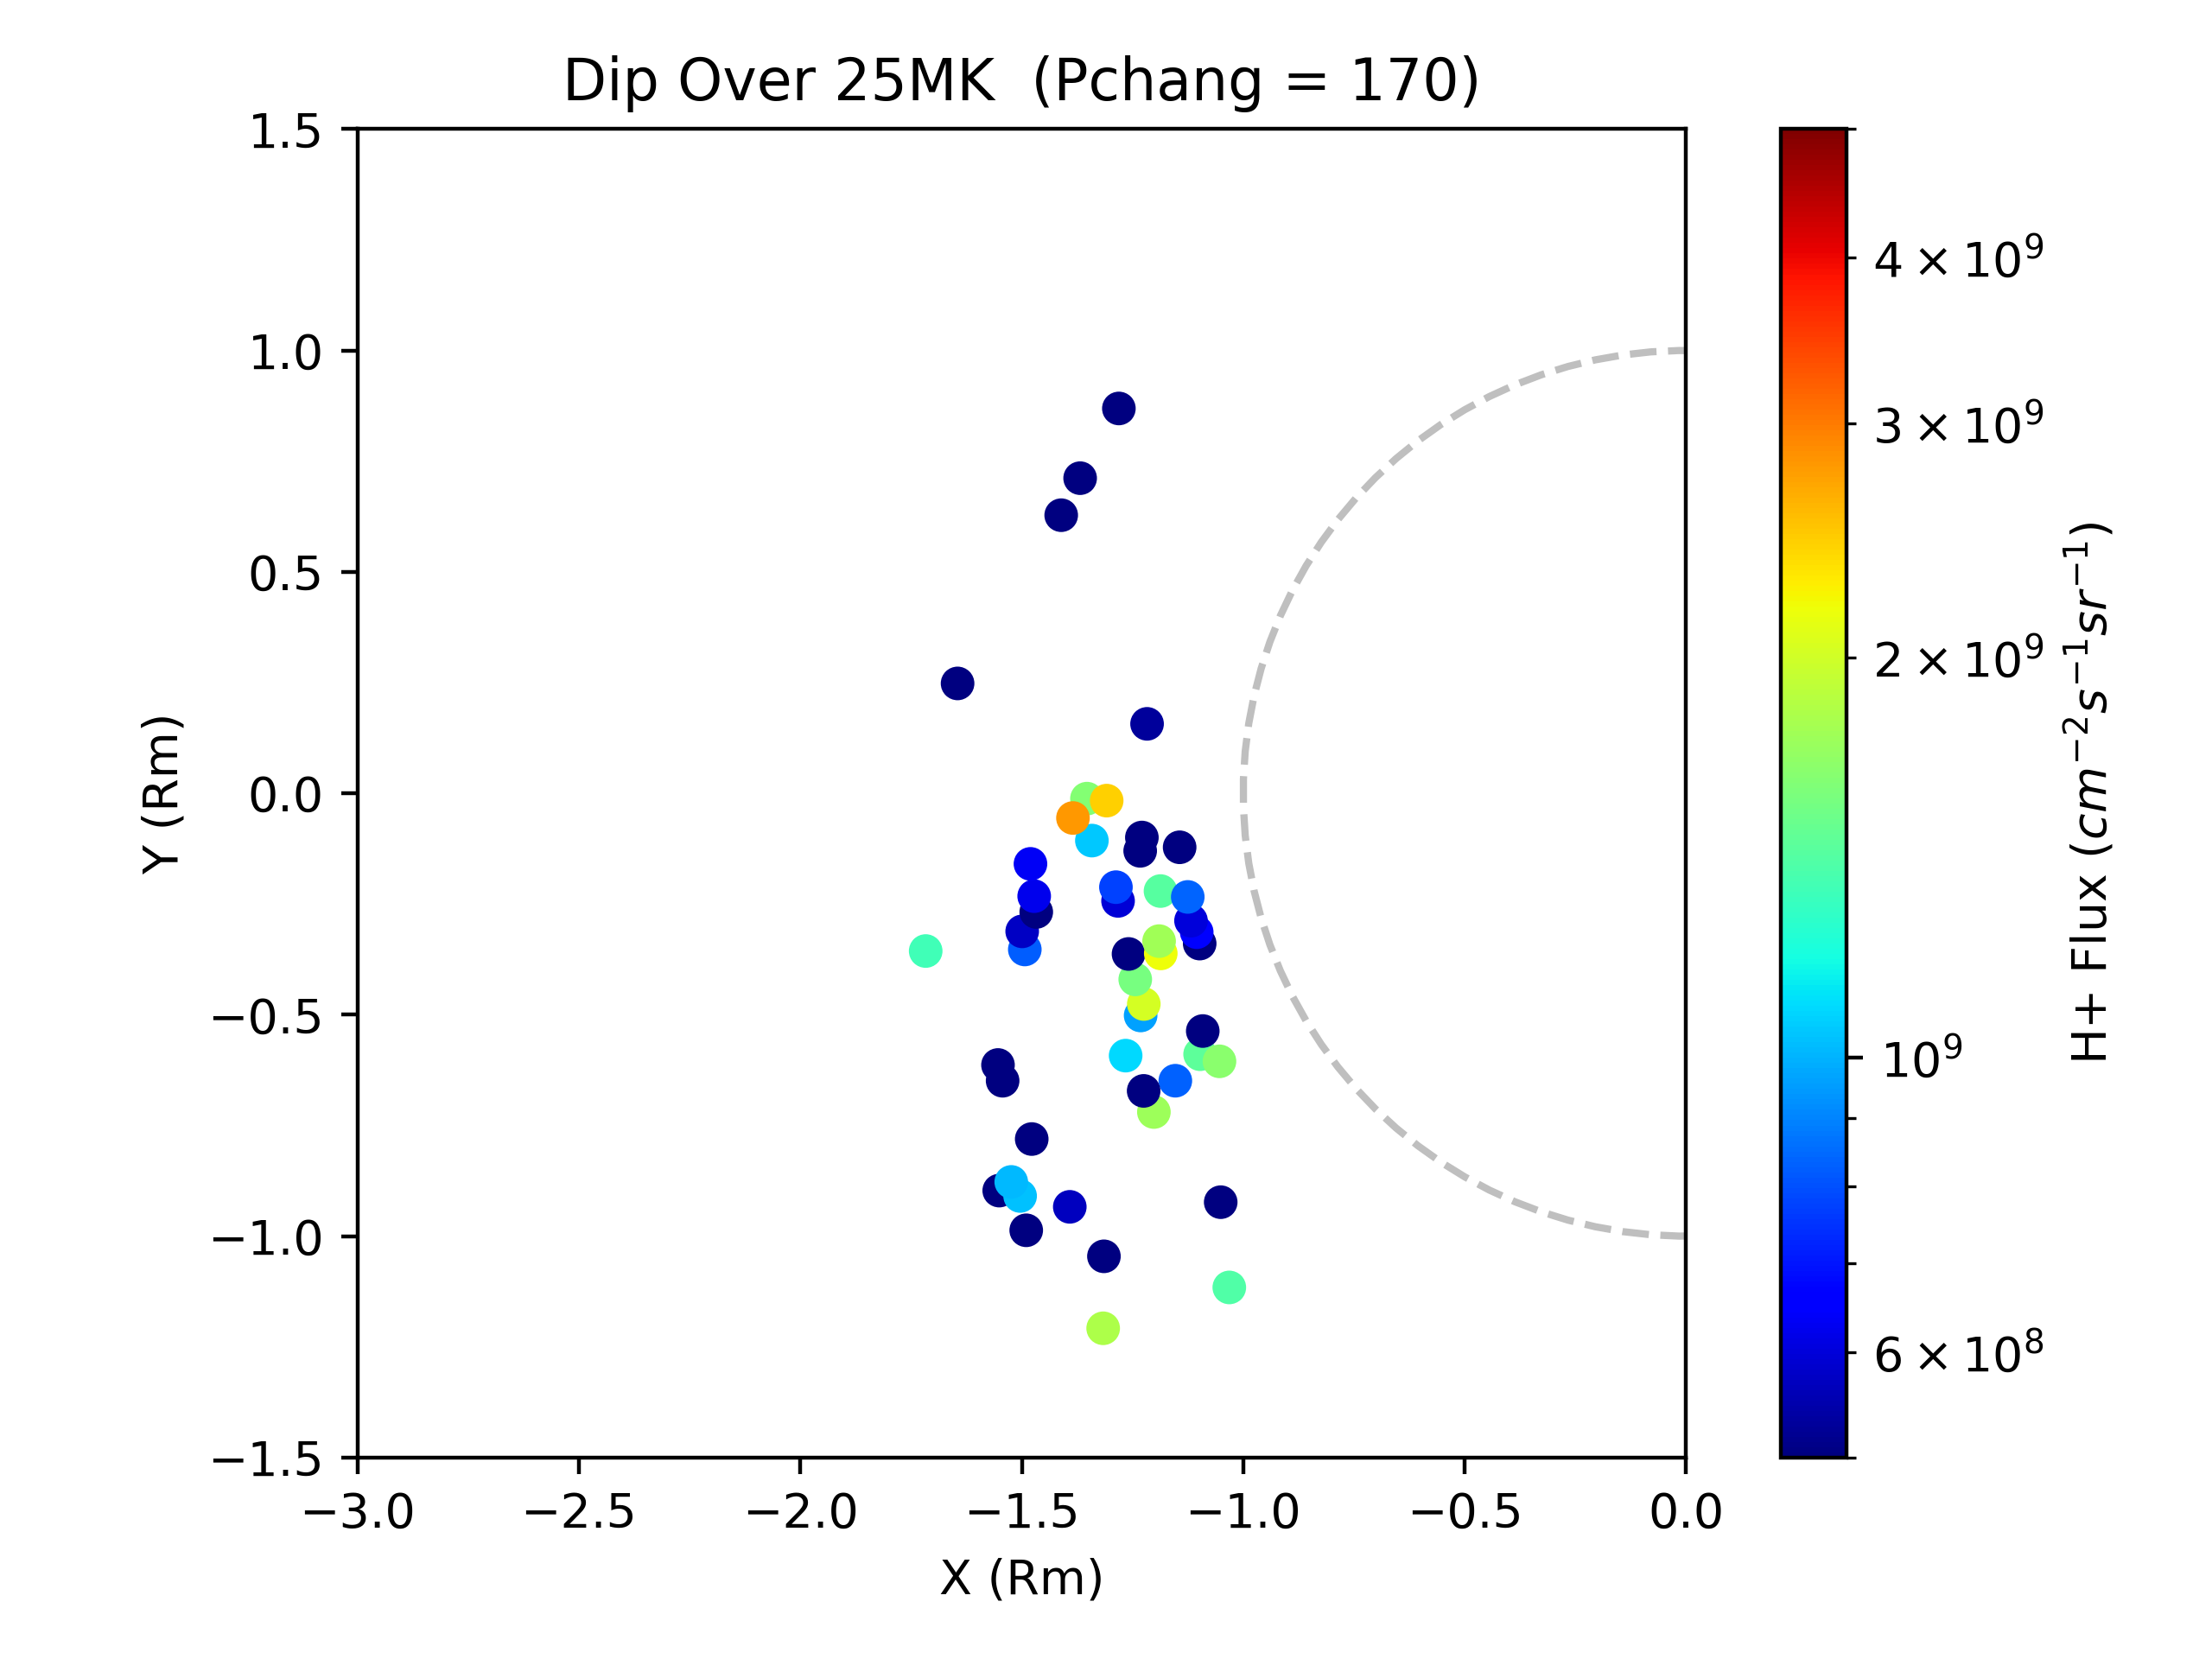 Dip Over 25MK  (Pchang = 170)
1.5
1.0
0.5
0.0
−0.5
−1.0
−1.5
Y (Rm)
−3.0 −2.5 −2.0 −1.5 −1.0 −0.5 0.0
X (Rm)
4 × 10⁹
3 × 10⁹
2 × 10⁹
10⁹
6 × 10⁸
H+ Flux (cm⁻²s⁻¹sr⁻¹)